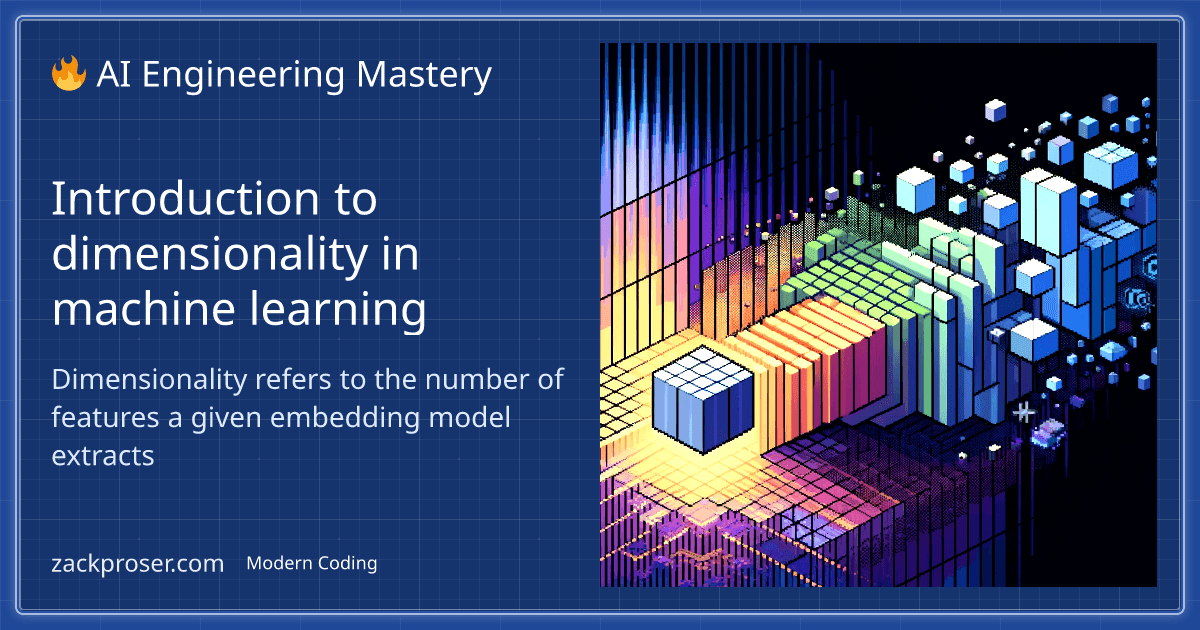 🔥 AI Engineering Mastery
Introduction to
dimensionality in
machine learning
Dimensionality refers to the number of
features a given embedding model
extracts
zackproser.com
Modern Coding